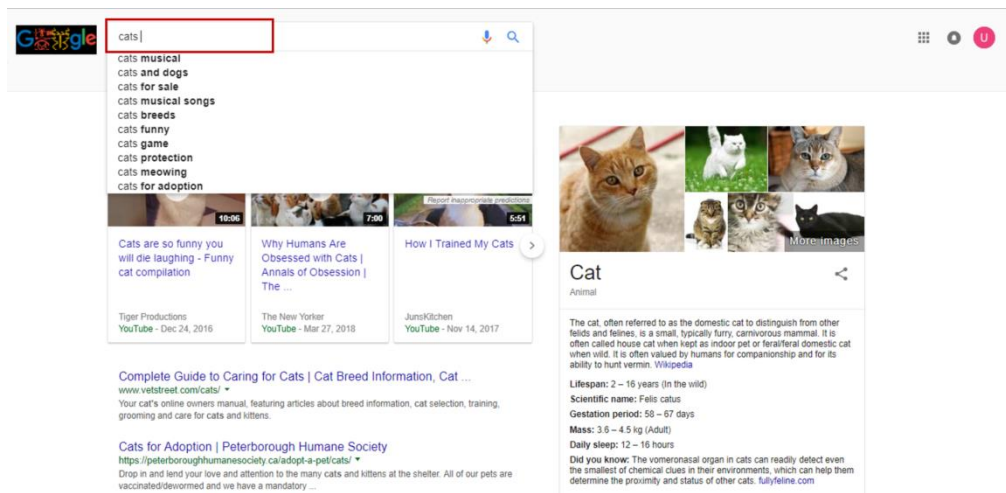 Google
cats
cats musical
cats and dogs
cats for sale
cats musical songs
cats breeds
cats funny
cats game
cats protection
cats meowing
cats for adoption
Report inappropriate predictions
10:06
7:00
5:51
Cats are so funny you
will die laughing - Funny
cat compilation
Tiger Productions
YouTube - Dec 24, 2016
Why Humans Are
Obsessed with Cats |
Annals of Obsession |
The ...
The New Yorker
YouTube - Mar 27, 2018
How I Trained My Cats
JunsKitchen
YouTube - Nov 14, 2017
Complete Guide to Caring for Cats | Cat Breed Information, Cat ...
www.vetstreet.com/cats/
Your cat's online owners manual, featuring articles about breed information, cat selection, training,
grooming and care for cats and kittens.
Cats for Adoption | Peterborough Humane Society
https://peterboroughhumanesociety.ca/adopt-a-pet/cats/
Drop in and lend your love and attention to the many cats and kittens at the shelter. All of our pets are
vaccinated/dewormed and we have a mandatory ...
U
More images
Cat
Animal
The cat, often referred to as the domestic cat to distinguish from other
felids and felines, is a small, typically furry, carnivorous mammal. It is
often called house cat when kept as indoor pet or feral/feral domestic cat
when wild. It is often valued by humans for companionship and for its
ability to hunt vermin. Wikipedia
Lifespan: 2 – 16 years (In the wild)
Scientific name: Felis catus
Gestation period: 58 – 67 days
Mass: 3.6 – 4.5 kg (Adult)
Daily sleep: 12 – 16 hours
Did you know: The vomeronasal organ in cats can readily detect even
the smallest of chemical clues in their environments, which can help them
determine the proximity and status of other cats. fullyfeline.com